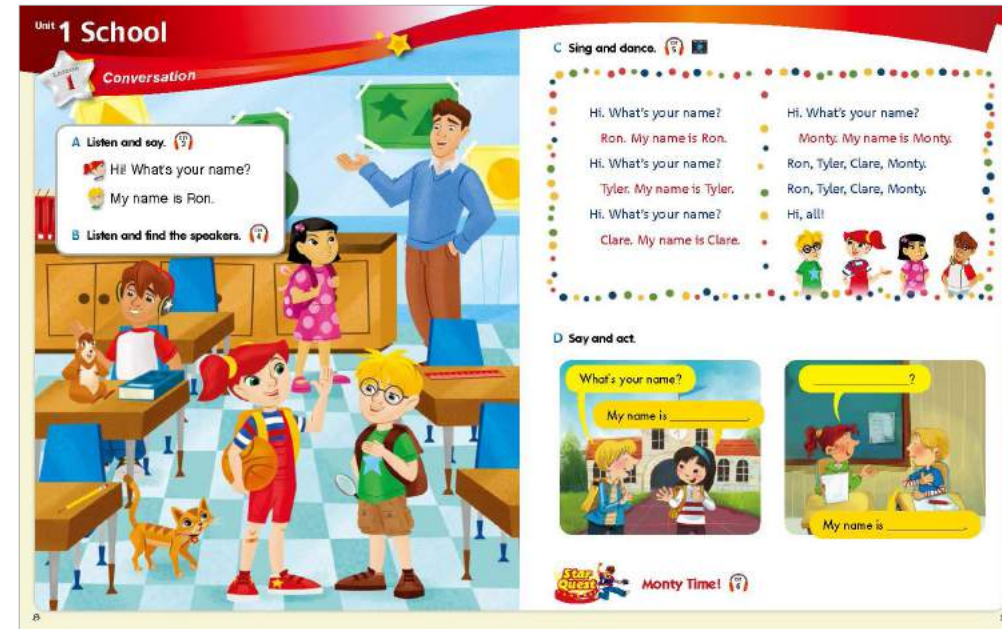 Unit 1 School
Lesson 1
Conversation
A Listen and say.
Hi! What's your name?
My name is Ron.
B Listen and find the speakers.
8
C Sing and dance.
Hi. What's your name?
Ron. My name is Ron.
Hi. What's your name?
Tyler. My name is Tyler.
Hi. What's your name?
Clare. My name is Clare.
Hi. What's your name?
Monty. My name is Monty.
Ron, Tyler, Clare, Monty.
Ron, Tyler, Clare, Monty.
Hi, all!
D Say and act.
What's your name?
My name is ____________.
____________?
My name is ____________.
Star Quest
Monty Time!